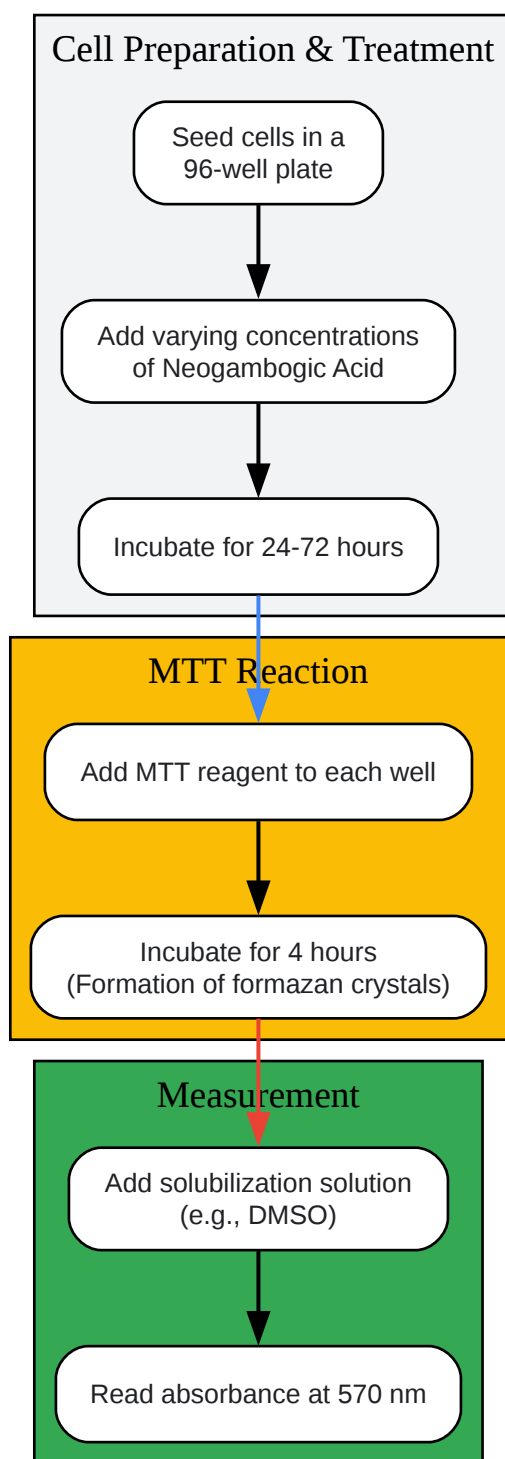 Cell Preparation & Treatment
Seed cells in a
96-well plate
Add varying concentrations
of Neogambogic Acid
Incubate for 24-72 hours
MTT Reaction
Add MTT reagent to each well
Incubate for 4 hours
(Formation of formazan crystals)
Measurement
Add solubilization solution
(e.g., DMSO)
Read absorbance at 570 nm